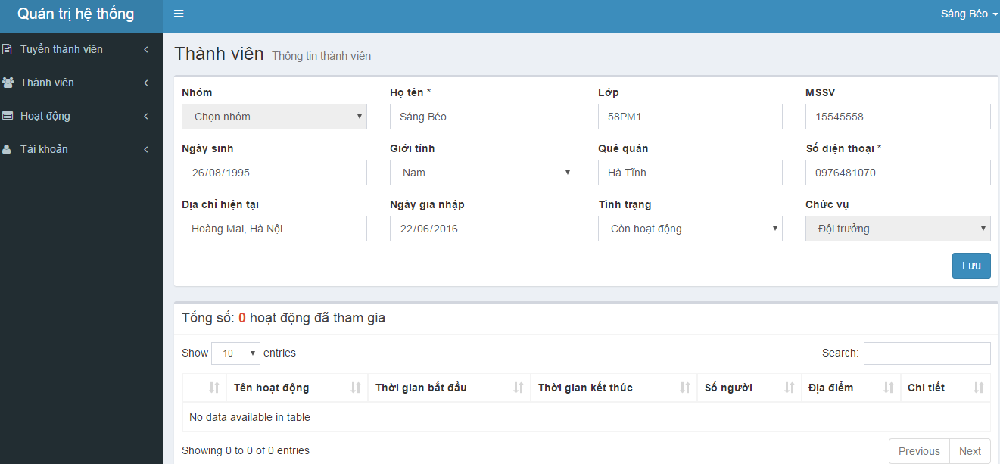 Quản trị hệ thống
Sáng Béo
Tuyển thành viên
Thành viên
Hoạt động
Tài khoản
Thành viên Thông tin thành viên
Nhóm Họ tên * Lớp MSSV
Chọn nhóm Sáng Béo 58PM1 15545558
Ngày sinh Giới tính Quê quán Số điện thoại *
26/08/1995 Nam Hà Tĩnh 0976481070
Địa chỉ hiện tại Ngày gia nhập Tình trạng Chức vụ
Hoàng Mai, Hà Nội 22/06/2016 Còn hoạt động Đội trưởng
Lưu
Tổng số: 0 hoạt động đã tham gia
Show 10 entries Search:
Tên hoạt động Thời gian bắt đầu Thời gian kết thúc Số người Địa điểm Chi tiết
No data available in table
Showing 0 to 0 of 0 entries Previous Next